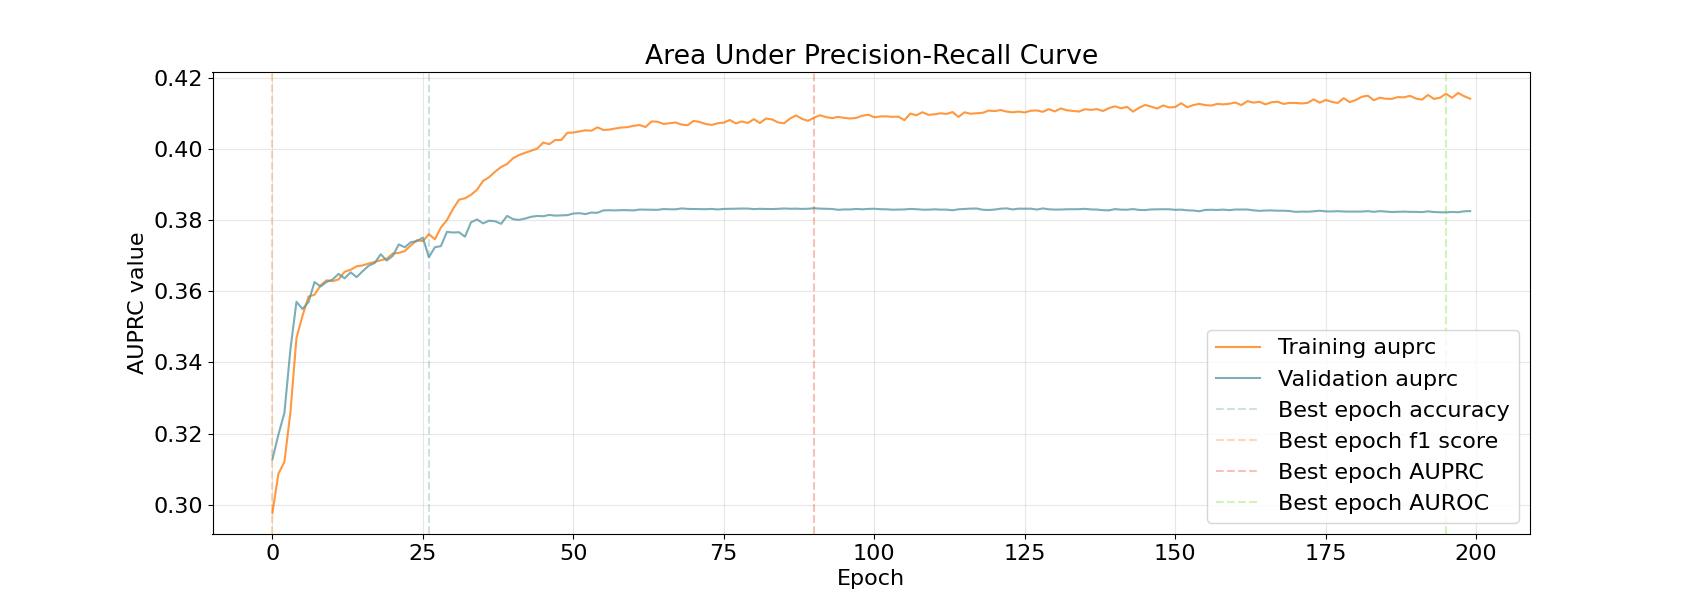 Area Under Precision-Recall Curve
AUPRC value
0.42
0.40
0.38
0.36
0.34
0.32
0.30
Training auprc
Validation auprc
Best epoch accuracy
Best epoch f1 score
Best epoch AUPRC
Best epoch AUROC
0 25 50 75 100 125 150 175 200
Epoch